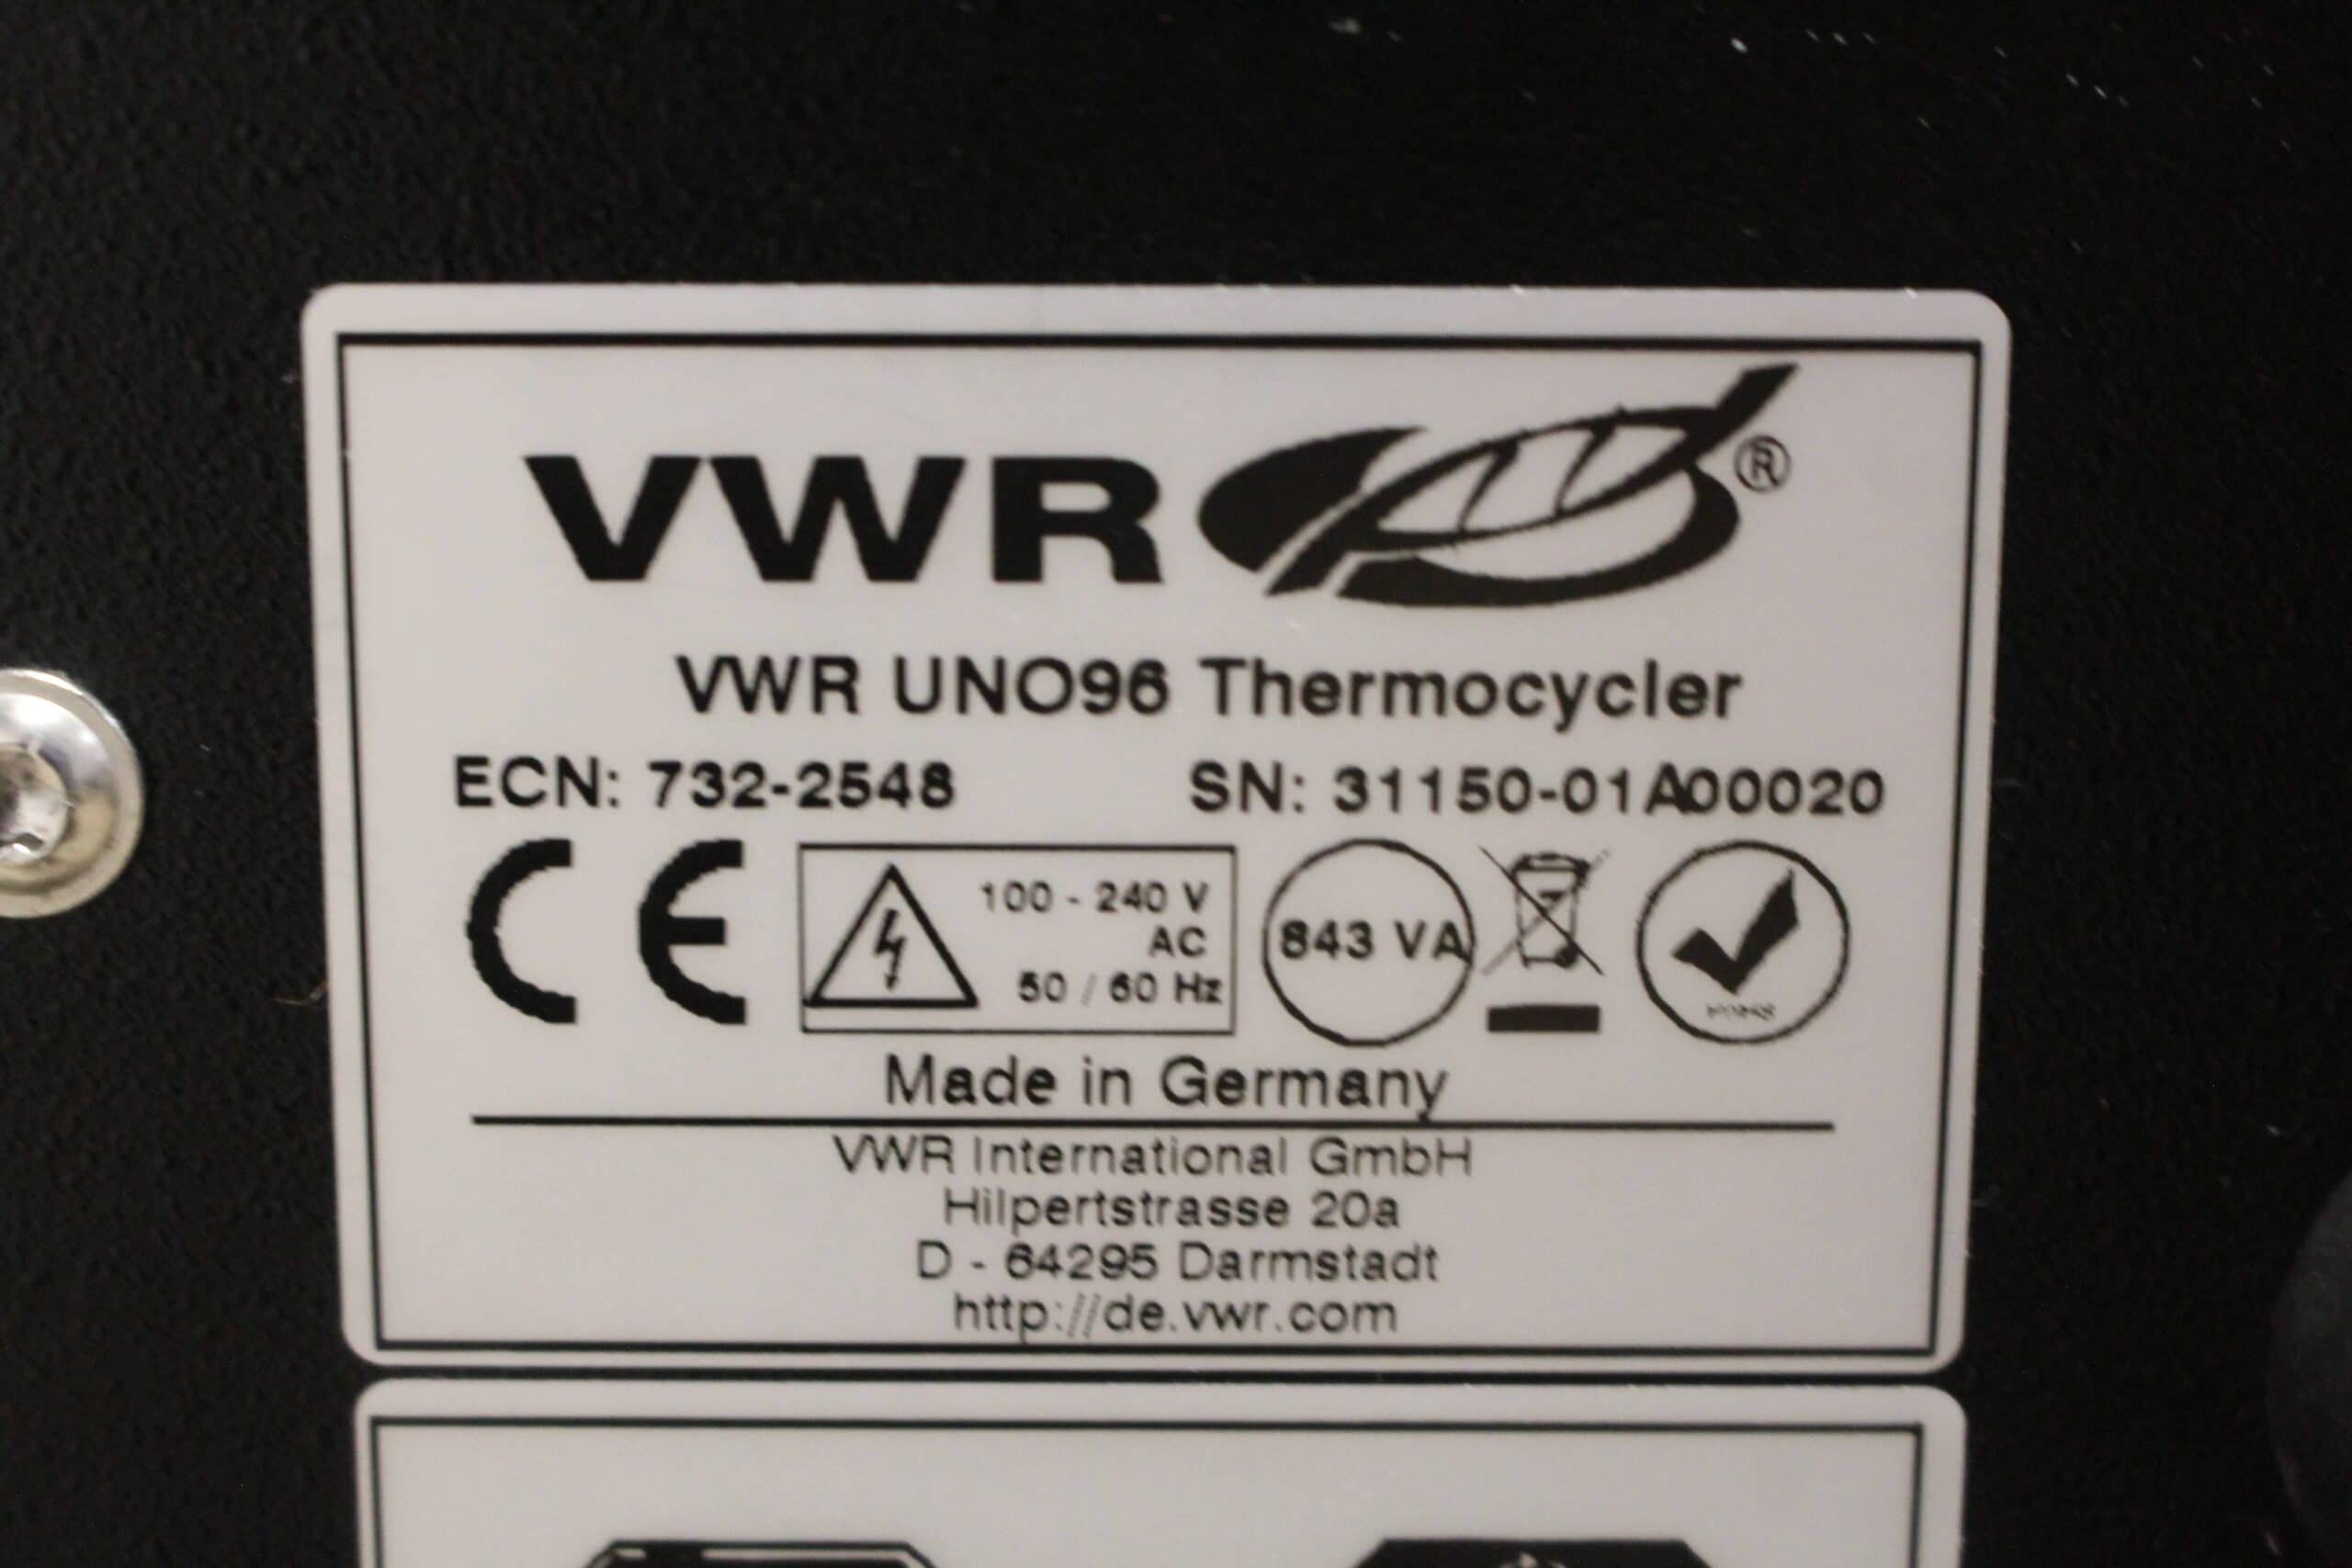 VWR ®
VWR UNO96 Thermocycler
ECN: 732-2548 SN: 31150-01A00020
CE 100 - 240 V
AC
50 / 60 Hz
843 VA
Made in Germany
VWR International GmbH
Hilpertstrasse 20a
D - 64295 Darmstadt
http://de.vwr.com